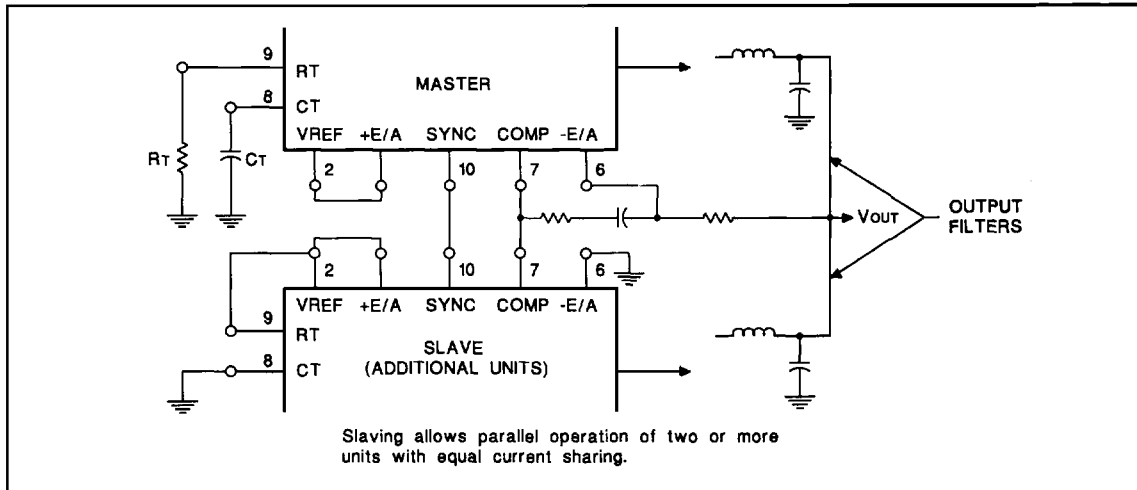 9
RT
MASTER
8
CT
VREF +E/A SYNC COMP -E/A
RT
CT
2 10 7 6
VOUT
OUTPUT
FILTERS
2 10 7 6
VREF +E/A SYNC COMP -E/A
9
RT
SLAVE
8
CT
(ADDITIONAL UNITS)
Slaving allows parallel operation of two or more
units with equal current sharing.